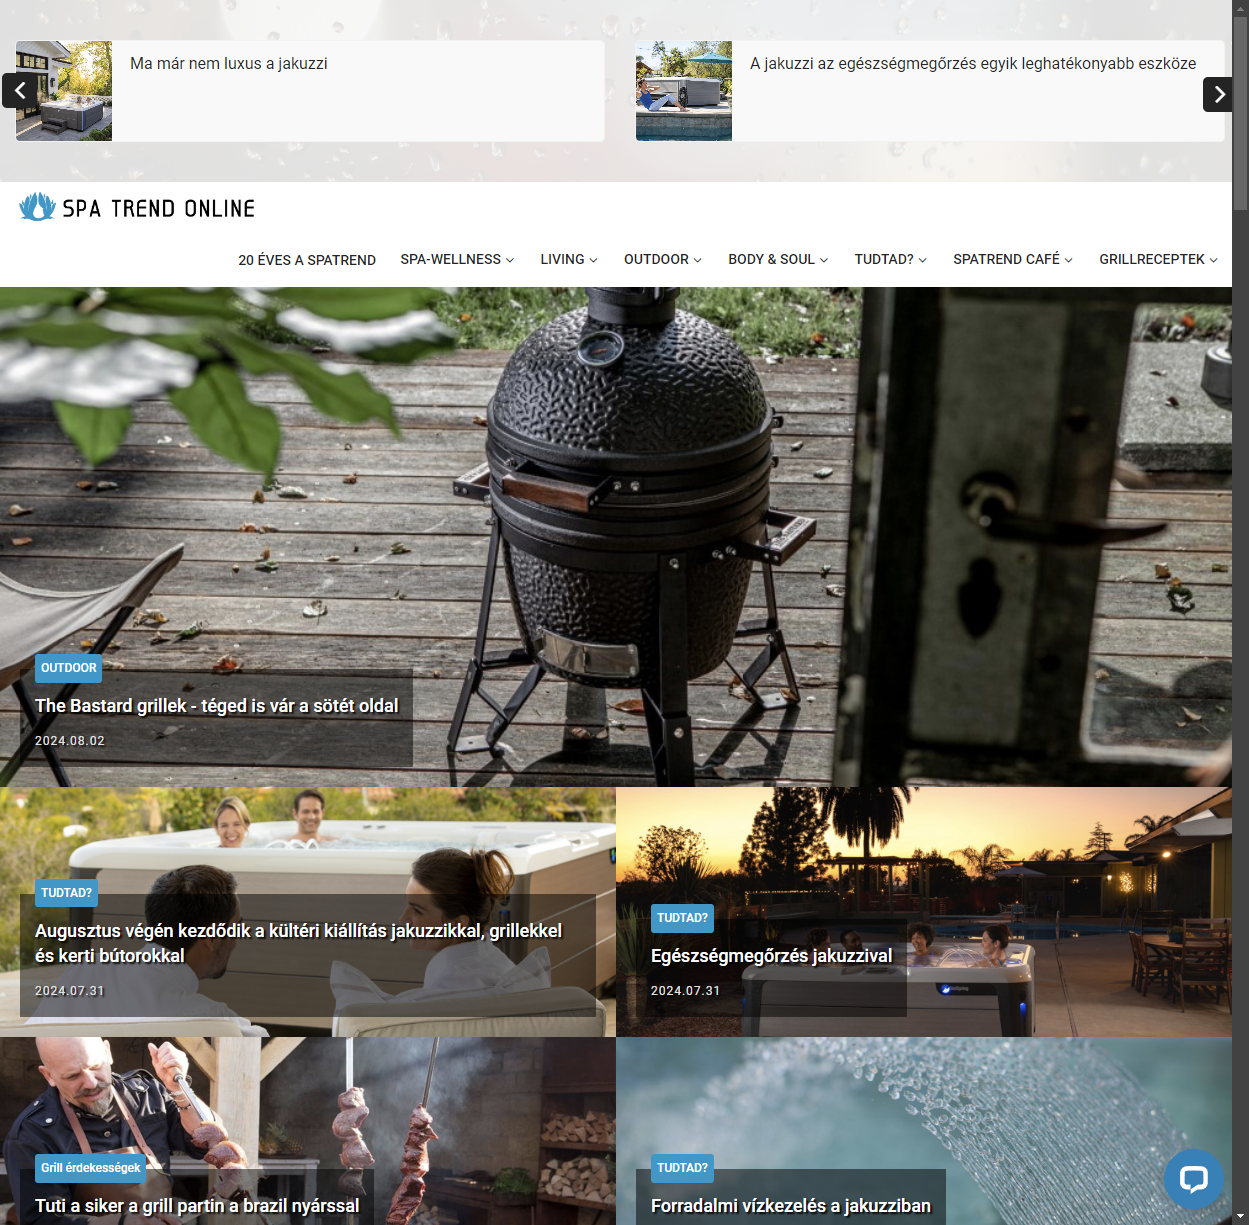 Ma már nem luxus a jakuzzi
A jakuzzi az egészségmegőrzés egyik leghatékonyabb eszköze
SPA TREND ONLINE
20 ÉVES A SPATREND
SPA-WELLNESS
LIVING
OUTDOOR
BODY & SOUL
TUDTAD?
SPATREND CAFÉ
GRILLRECEPTEK
OUTDOOR
The Bastard grillek - téged is vár a sötét oldal
2024.08.02
TUDTAD?
Augusztus végén kezdődik a kültéri kiállítás jakuzzikkal, grillekkel
és kerti bútorokkal
2024.07.31
TUDTAD?
Egészségmegőrzés jakuzzival
2024.07.31
Grill érdekességek
Tuti a siker a grill partin a brazil nyárssal
TUDTAD?
Forradalmi vízkezelés a jakuzziban